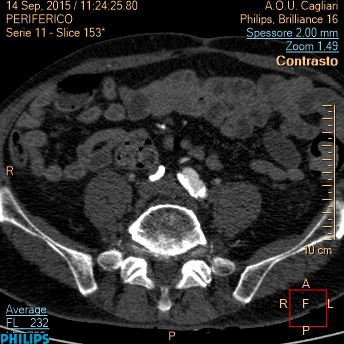 14 Sep, 2015 / 11:24:25.80
PERIFERICO
Serie 11 - Slice 153*
A.O.U. Cagliari
Philips, Brilliance 16
Spessore 2.00 mm
Zoom 1.49
Contrasto
R
10 cm
A
R F L
P
P
Average
FL 232
PHILIPS